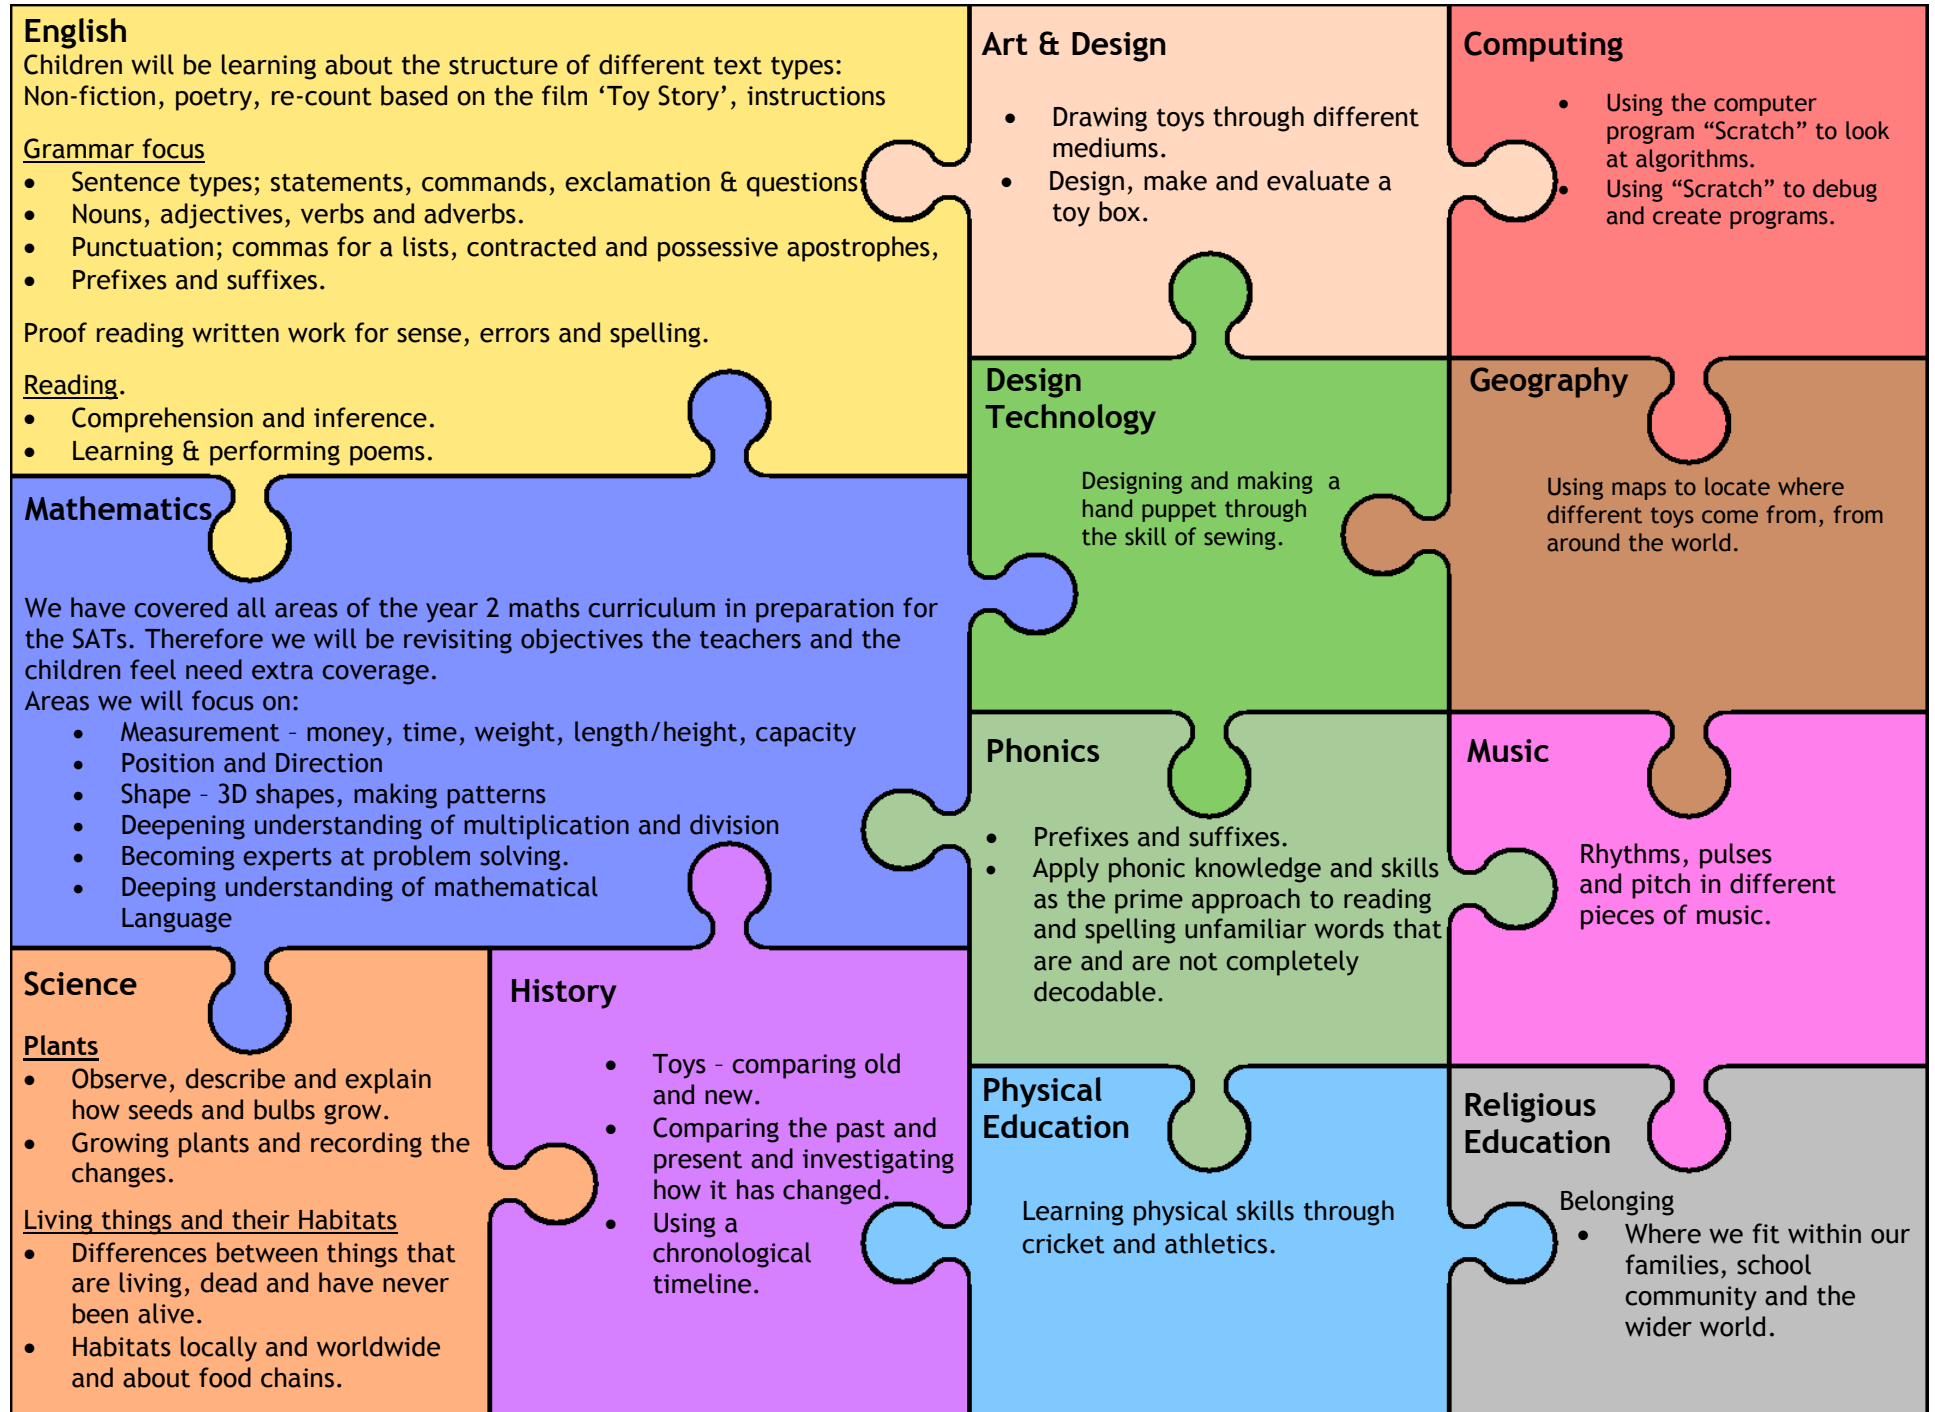 English
Children will be learning about the structure of different text types:
Non-fiction, poetry, re-count based on the film ‘Toy Story’, instructions
Grammar focus
• Sentence types; statements, commands, exclamation & questions
• Nouns, adjectives, verbs and adverbs.
• Punctuation; commas for a lists, contracted and possessive apostrophes,
• Prefixes and suffixes.
Proof reading written work for sense, errors and spelling.
Reading.
• Comprehension and inference.
• Learning & performing poems.
Art & Design
• Drawing toys through different
mediums.
• Design, make and evaluate a
toy box.
Computing
• Using the computer
program “Scratch” to look
at algorithms.
• Using “Scratch” to debug
and create programs.
Mathematics
We have covered all areas of the year 2 maths curriculum in preparation for
the SATs. Therefore we will be revisiting objectives the teachers and the
children feel need extra coverage.
Areas we will focus on:
• Measurement – money, time, weight, length/height, capacity
• Position and Direction
• Shape – 3D shapes, making patterns
• Deepening understanding of multiplication and division
• Becoming experts at problem solving.
• Deeping understanding of mathematical
Language
Design
Technology
Designing and making a
hand puppet through
the skill of sewing.
Geography
Using maps to locate where
different toys come from, from
around the world.
Phonics
• Prefixes and suffixes.
• Apply phonic knowledge and skills
as the prime approach to reading
and spelling unfamiliar words that
are and are not completely
decodable.
Music
Rhythms, pulses
and pitch in different
pieces of music.
Science
Plants
• Observe, describe and explain
how seeds and bulbs grow.
• Growing plants and recording the
changes.
Living things and their Habitats
• Differences between things that
are living, dead and have never
been alive.
• Habitats locally and worldwide
and about food chains.
History
• Toys – comparing old
and new.
• Comparing the past and
present and investigating
how it has changed.
• Using a
chronological
timeline.
Physical
Education
Learning physical skills through
cricket and athletics.
Religious
Education
Belonging
• Where we fit within our
families, school
community and the
wider world.